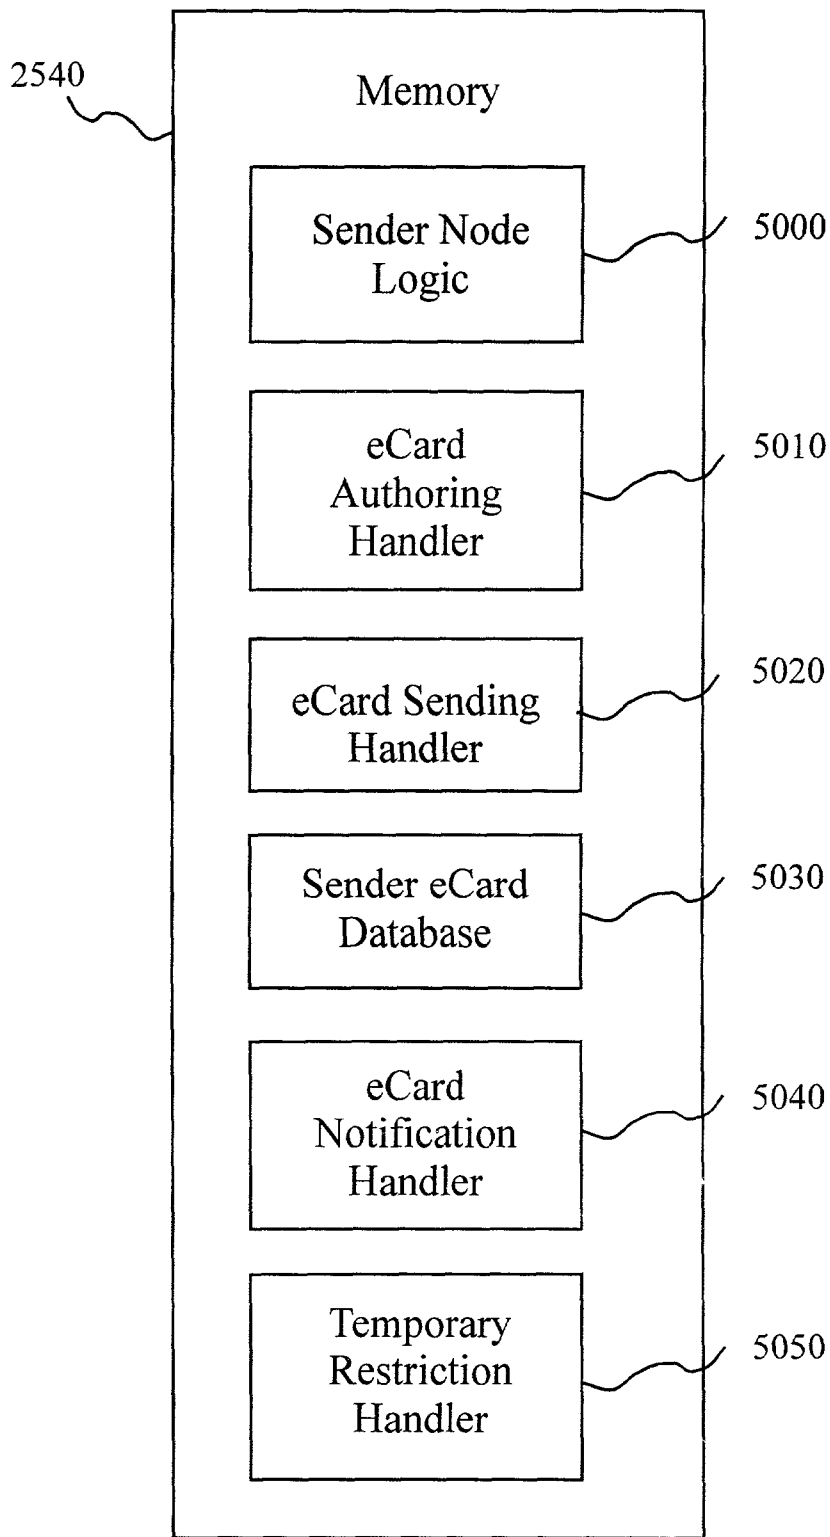 2540
Memory
Sender Node
Logic
5000
eCard
Authoring
Handler
5010
eCard Sending
Handler
5020
Sender eCard
Database
5030
eCard
Notification
Handler
5040
Temporary
Restriction
Handler
5050